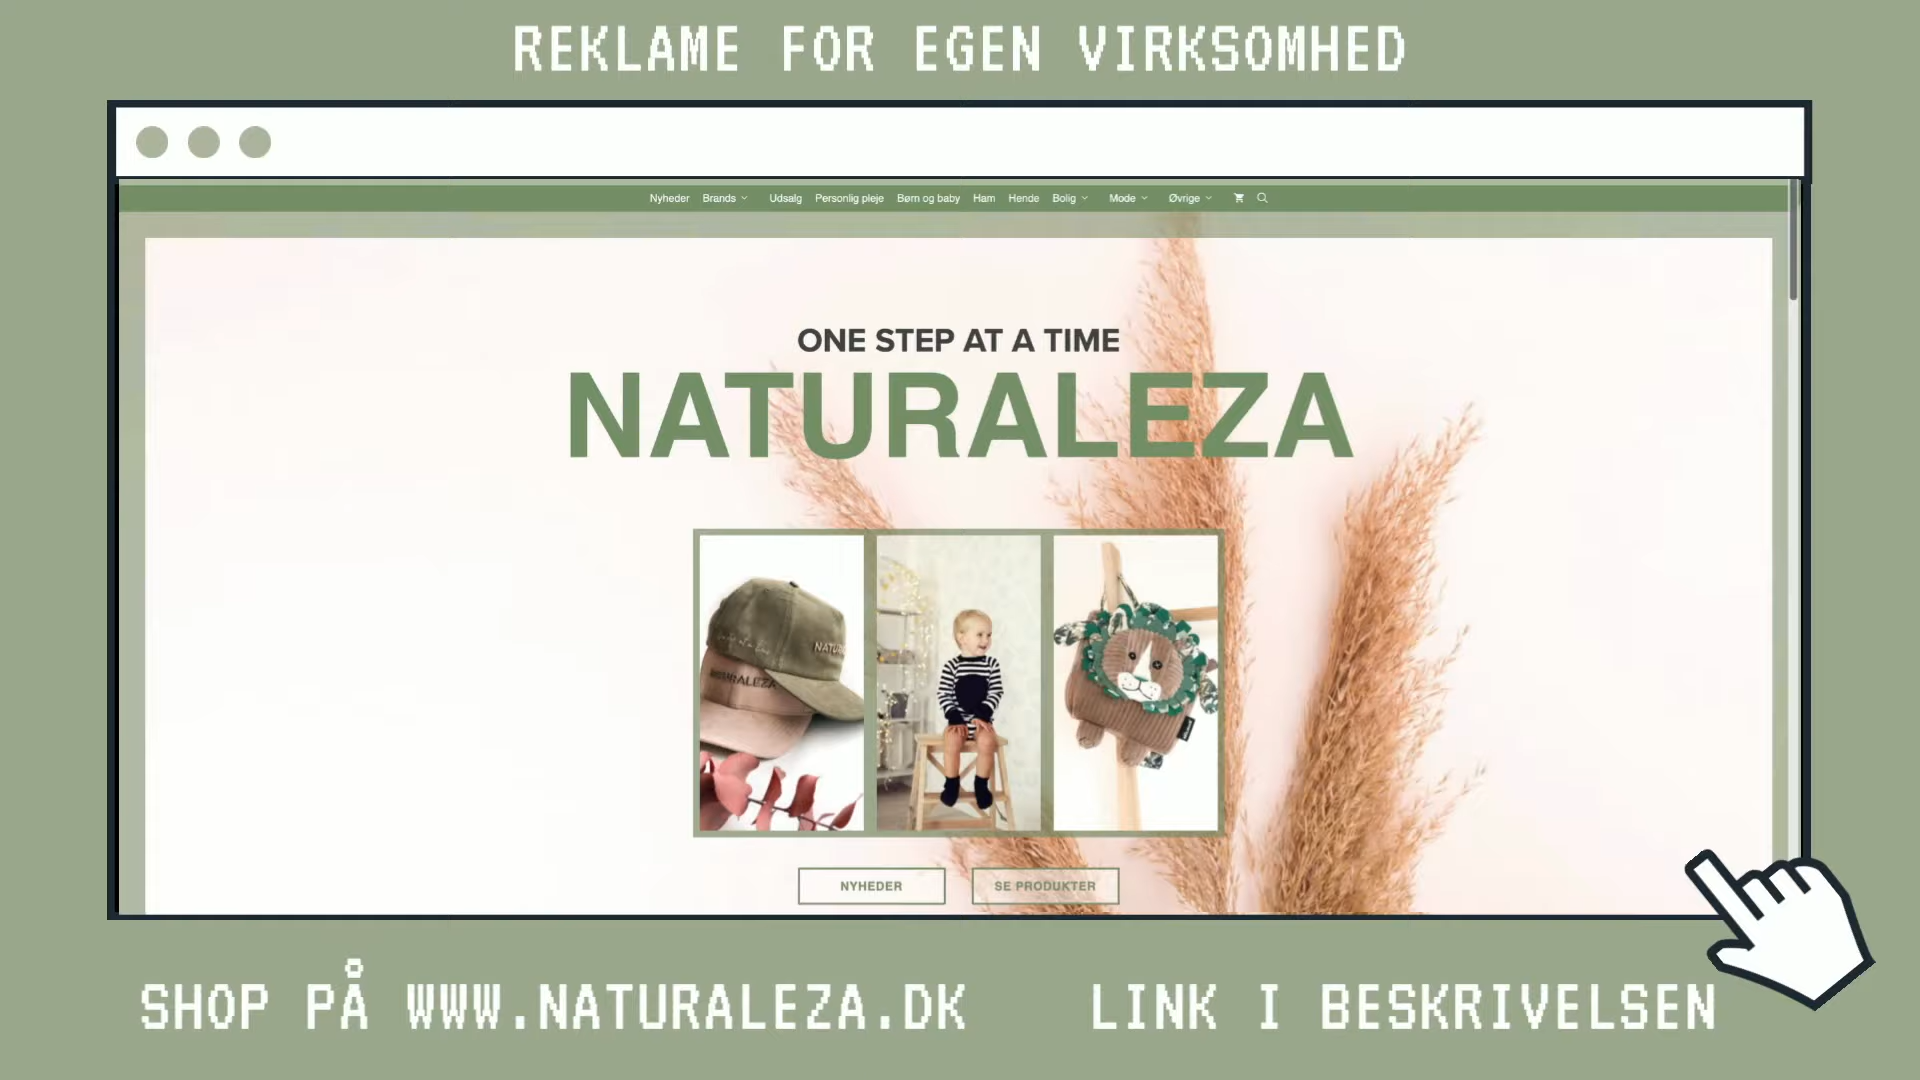 REKLAME FOR EGEN VIRKSOMHED
Nyheder Brands Udsalg Personlig pleje Børn og baby Ham Hende Bolig Mode Øvrige
ONE STEP AT A TIME
NATURALEZA
NATUR
NATURALEZA
NYHEDER SE PRODUKTER
SHOP PÅ WWW.NATURALEZA.DK LINK I BESKRIVELSEN